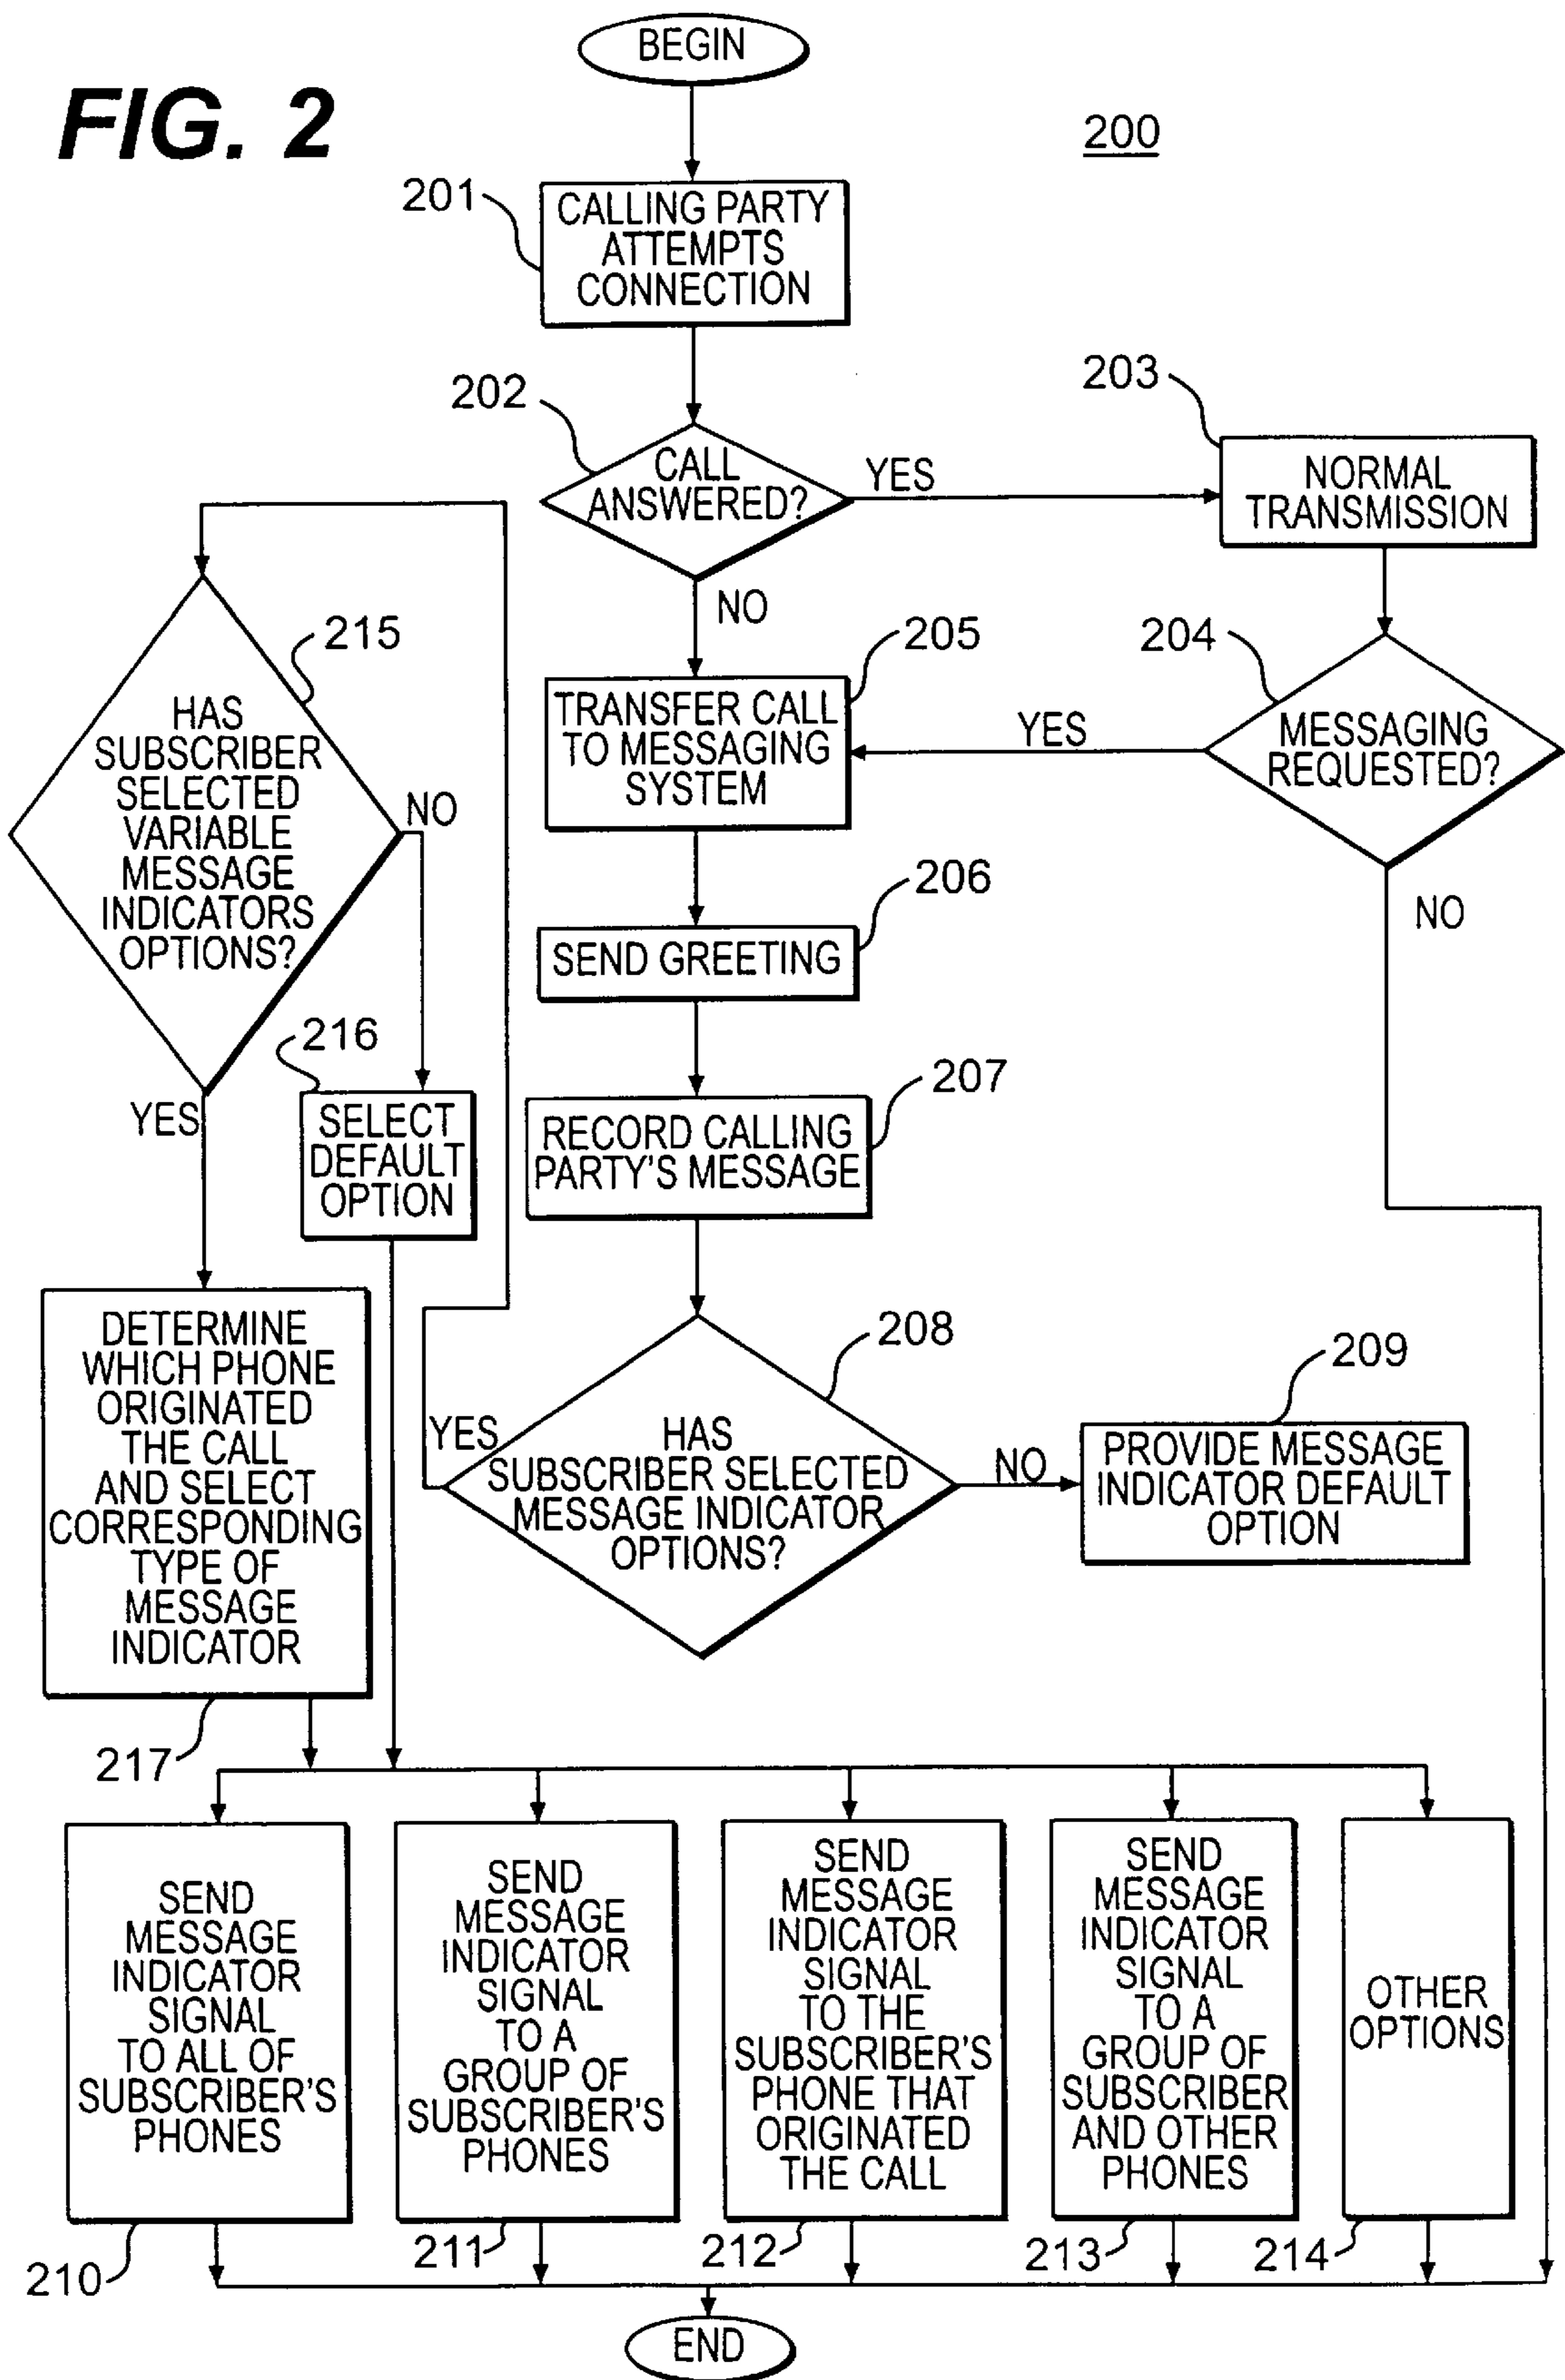 BEGIN
FIG. 2
200
201
CALLING PARTY
ATTEMPTS
CONNECTION
202
CALL
ANSWERED?
YES
203
NORMAL
TRANSMISSION
NO
204
MESSAGING
REQUESTED?
YES
NO
205
TRANSFER CALL
TO MESSAGING
SYSTEM
206
SEND GREETING
207
RECORD CALLING
PARTY'S MESSAGE
208
HAS
SUBSCRIBER SELECTED
MESSAGE INDICATOR
OPTIONS?
YES
NO
209
PROVIDE MESSAGE
INDICATOR DEFAULT
OPTION
215
HAS
SUBSCRIBER
SELECTED
VARIABLE
MESSAGE
INDICATORS
OPTIONS?
NO
YES
216
SELECT
DEFAULT
OPTION
DETERMINE
WHICH PHONE
ORIGINATED
THE CALL
AND SELECT
CORRESPONDING
TYPE OF
MESSAGE
INDICATOR
217
SEND
MESSAGE
INDICATOR
SIGNAL
TO ALL OF
SUBSCRIBER'S
PHONES
210
SEND
MESSAGE
INDICATOR
SIGNAL
TO A
GROUP OF
SUBSCRIBER'S
PHONES
211
SEND
MESSAGE
INDICATOR
SIGNAL
TO THE
SUBSCRIBER'S
PHONE THAT
ORIGINATED
THE CALL
212
SEND
MESSAGE
INDICATOR
SIGNAL
TO A
GROUP OF
SUBSCRIBER
AND OTHER
PHONES
213
OTHER
OPTIONS
214
END